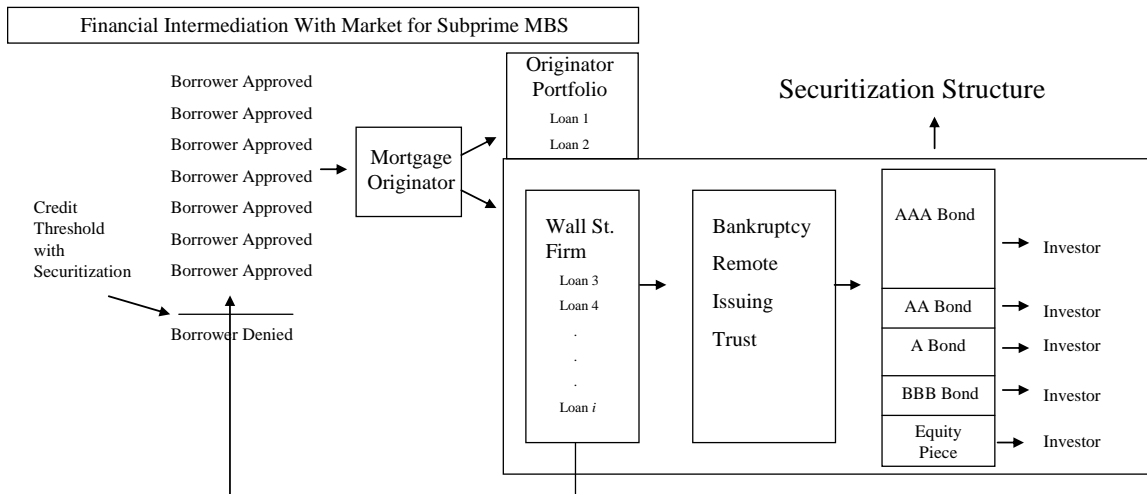 Financial Intermediation With Market for Subprime MBS
Borrower Approved
Borrower Approved
Borrower Approved
Borrower Approved
Borrower Approved
Borrower Approved
Borrower Approved
Borrower Denied
Credit
Threshold
with
Securitization
Mortgage
Originator
Originator
Portfolio
Loan 1
Loan 2
Securitization Structure
Wall St.
Firm
Loan 3
Loan 4
.
.
.
Loan i
Bankruptcy
Remote
Issuing
Trust
AAA Bond
AA Bond
A Bond
BBB Bond
Equity
Piece
Investor
Investor
Investor
Investor
Investor